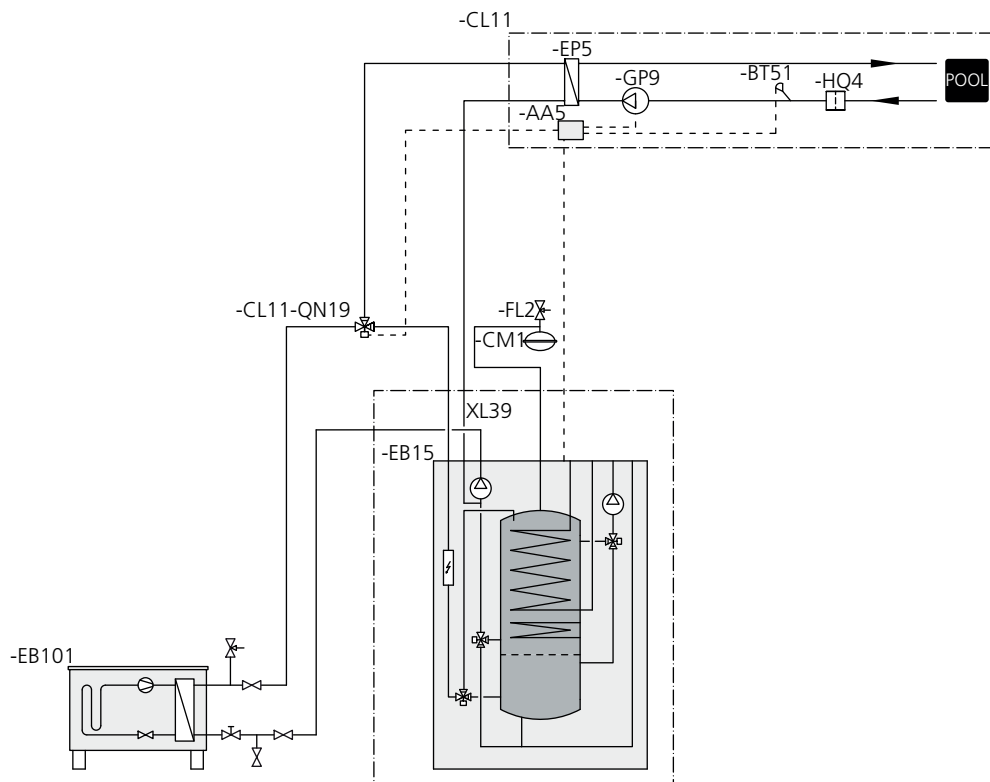 -CL11
-EP5
-GP9
-BT51
-HQ4
POOL
-AA5
-CL11-QN19
-FL2
-CM1
XL39
-EB15
-EB101